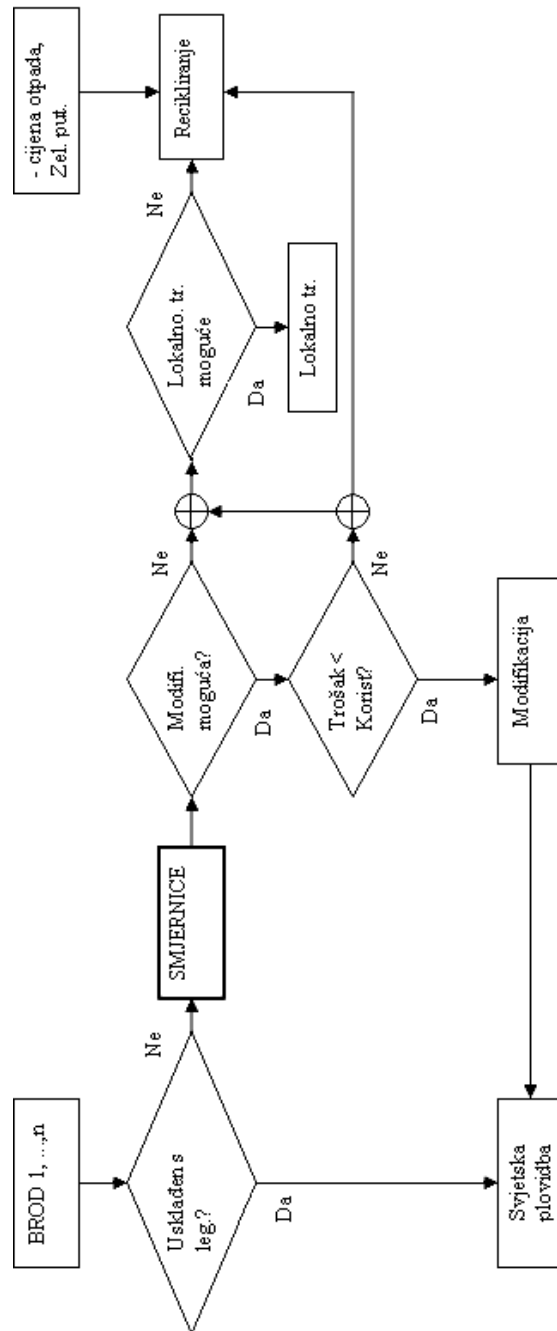 BROD 1, ...,n
Usklađen s
leg.?
Ne
Da
SMJERNICE
Modifi.
moguća?
Ne
Da
Trošak <
Korist?
Ne
Da
Modifikacija
Svjetska
plovidba
Lokalno. tr.
moguće
Ne
Da
Lokalno tr.
Recikliranje
- cijena otpada,
Zel. put.